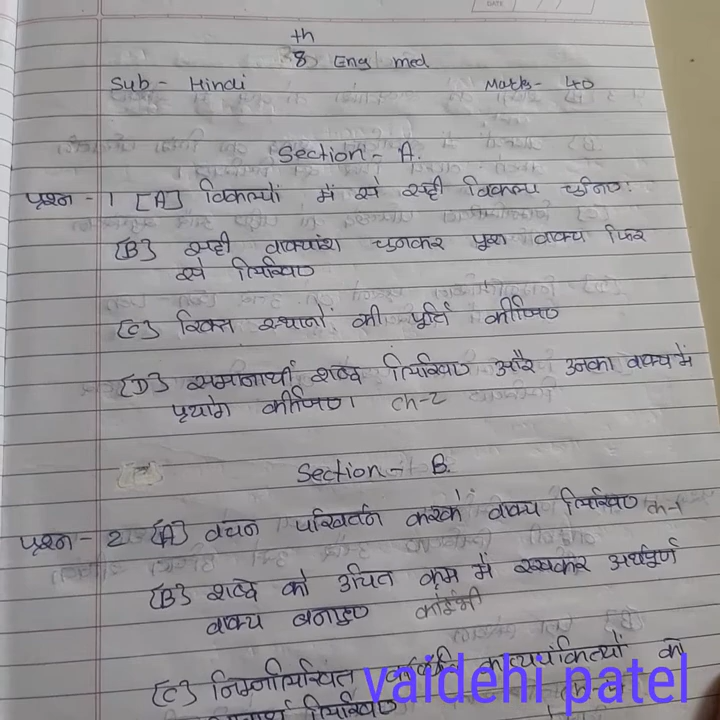 th
8 Eng med
Sub - Hindi Marks - 40
Section - A.
प्रश्न - 1 [A] विकल्पों में से सही विकल्प चुनिए:
[B] सही वाक्यांश चुनकर पूरा वाक्य फिर
से लिखिए
[C] रिक्त स्थानों की पूर्ति कीजिए
[D] समानार्थी शब्द लिखिए और उनका वाक्य में
प्रयोग कीजिए। ch-2
Section - B.
प्रश्न - 2 [A] वचन परिवर्तन करके वाक्य लिखिए ch-1
[B] शब्दे को उचित क्रम में रखकर अर्थपूर्ण
वाक्य बनाइए कोईभी
[C] निम्नलिखित काव्यपंक्तियों को
लिखिए
vaidehi patel